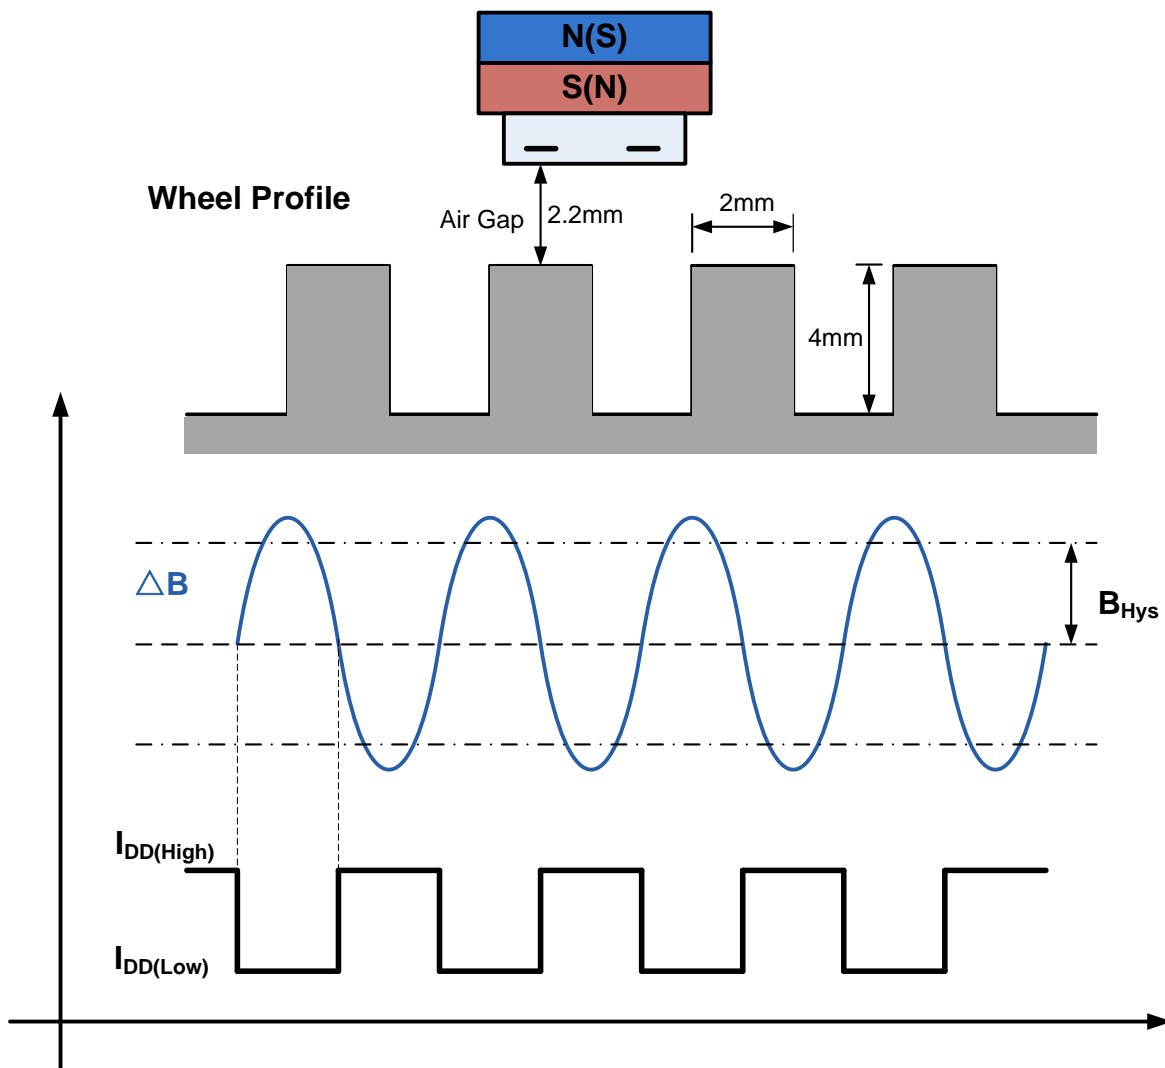 N(S)
S(N)
Wheel Profile
Air Gap
2.2mm
2mm
4mm
△B
BHys
IDD(High)
IDD(Low)